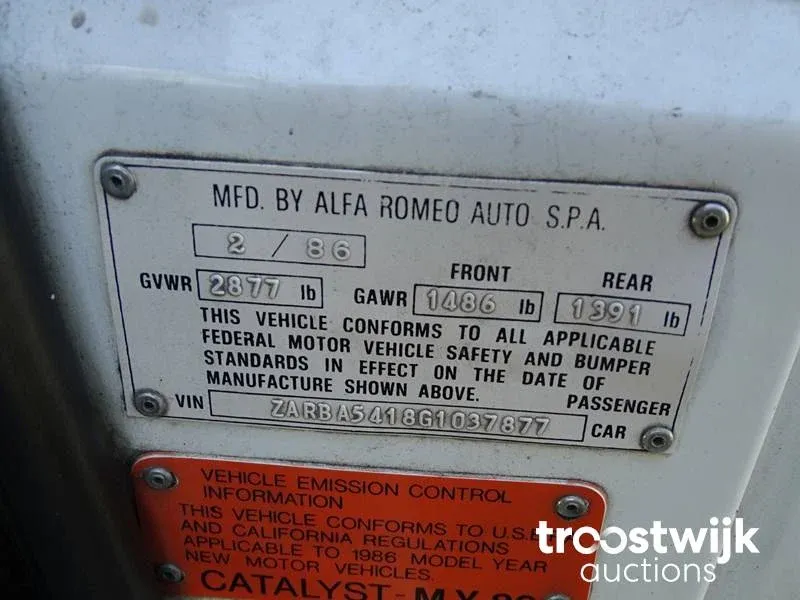 MFD. BY ALFA ROMEO AUTO S.P.A.
2 / 86
FRONT REAR
GVWR 2877 lb GAWR 1486 lb 1391 lb
THIS VEHICLE CONFORMS TO ALL APPLICABLE
FEDERAL MOTOR VEHICLE SAFETY AND BUMPER
STANDARDS IN EFFECT ON THE DATE OF
MANUFACTURE SHOWN ABOVE. PASSENGER
VIN ZARBA5418G1037877 CAR
VEHICLE EMISSION CONTROL
INFORMATION
THIS VEHICLE CONFORMS TO U.S.
AND CALIFORNIA REGULATIONS
APPLICABLE TO 1986 MODEL YEAR
NEW MOTOR VEHICLES.
CATALYST-
troostwijk
auctions